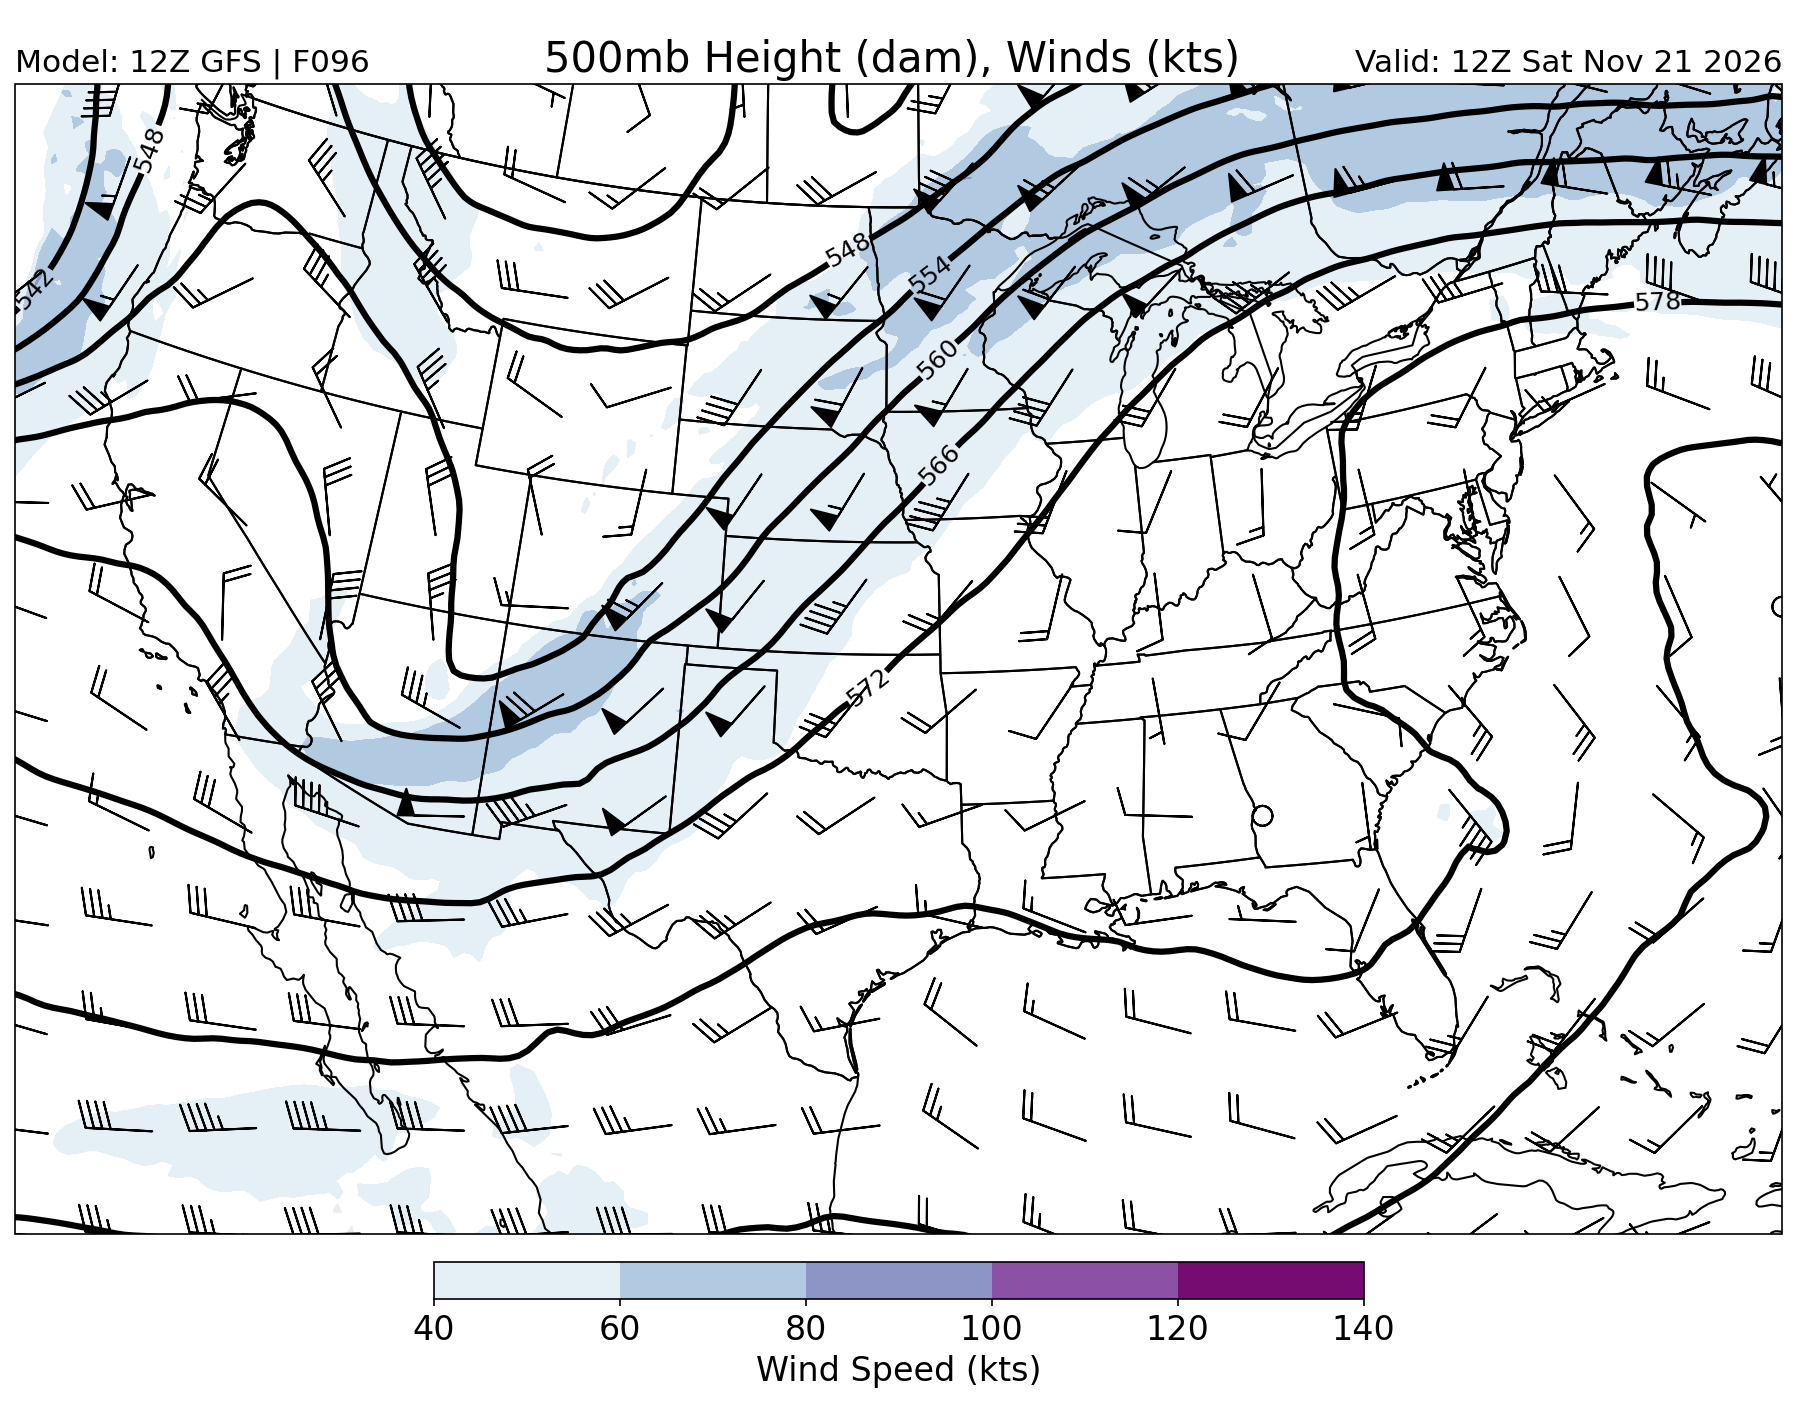 500mb Height (dam), Winds (kts)
Model: 12Z GFS | F096
Valid: 12Z Sat Nov 21 2026
548
542
548
554
578
560
566
572
40 60 80 100 120 140
Wind Speed (kts)